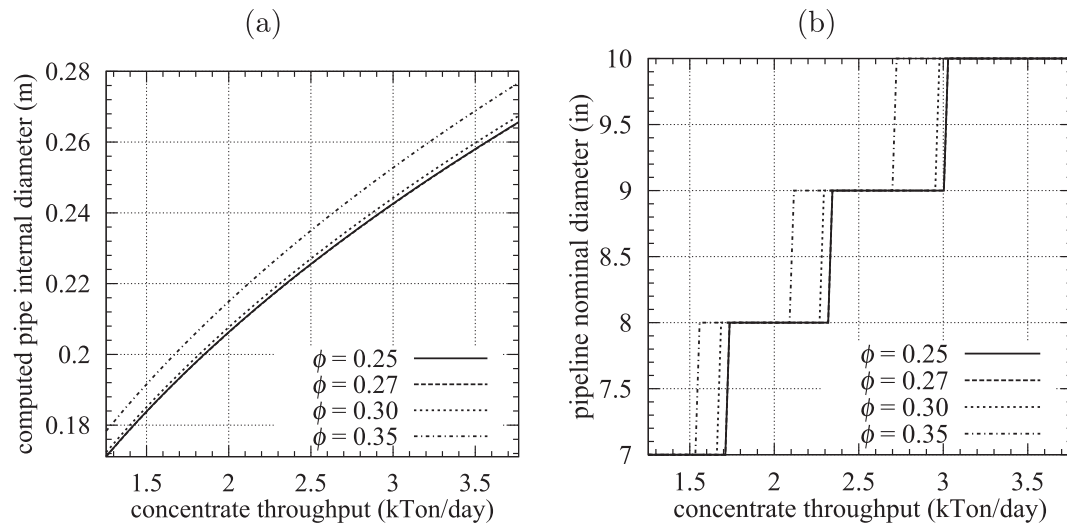 (a)
computed pipe internal diameter (m)
0.28
0.26
0.24
0.22
0.2
0.18
1.5 2 2.5 3 3.5
concentrate throughput (kTon/day)
ϕ = 0.25
ϕ = 0.27
ϕ = 0.30
ϕ = 0.35
(b)
pipeline nominal diameter (in)
10
9.5
9
8.5
8
7.5
7
1.5 2 2.5 3 3.5
concentrate throughput (kTon/day)
ϕ = 0.25
ϕ = 0.27
ϕ = 0.30
ϕ = 0.35